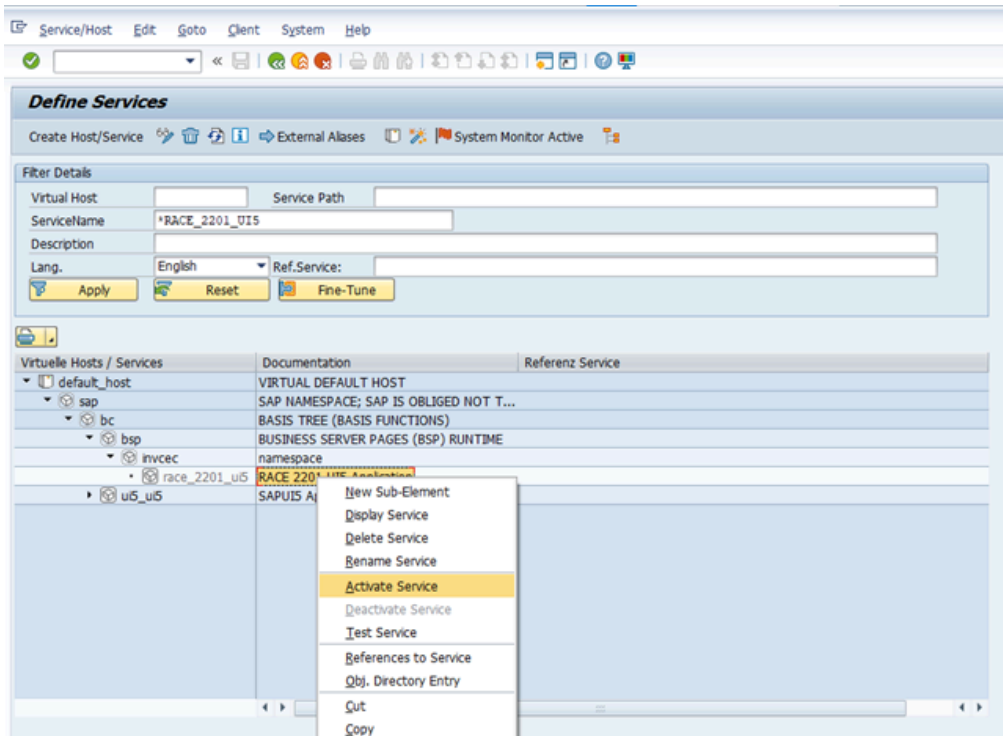 Service/Host Edit Goto Client System Help
Define Services
Create Host/Service External Aliases System Monitor Active
Filter Details
Virtual Host Service Path
ServiceName *RACE_2201_UI5
Description
Lang. English Ref.Service:
Apply Reset Fine-Tune
Virtuelle Hosts / Services Documentation Referenz Service
default_host VIRTUAL DEFAULT HOST
sap SAP NAMESPACE; SAP IS OBLIGED NOT T...
bc BASIS TREE (BASIS FUNCTIONS)
bsp BUSINESS SERVER PAGES (BSP) RUNTIME
invcec namespace
race_2201_ui5 RACE 2201 UI5 Application
ui5_ui5 SAPUI5 A
New Sub-Element
Display Service
Delete Service
Rename Service
Activate Service
Deactivate Service
Test Service
References to Service
Obj. Directory Entry
Cut
Copy